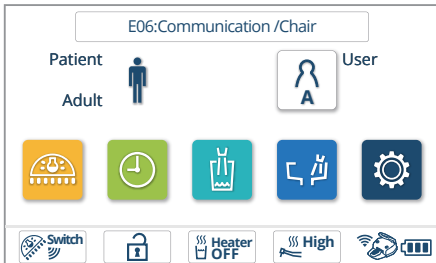 E06:Communication /Chair
Patient
User
Adult
A
Switch
Heater
OFF
High